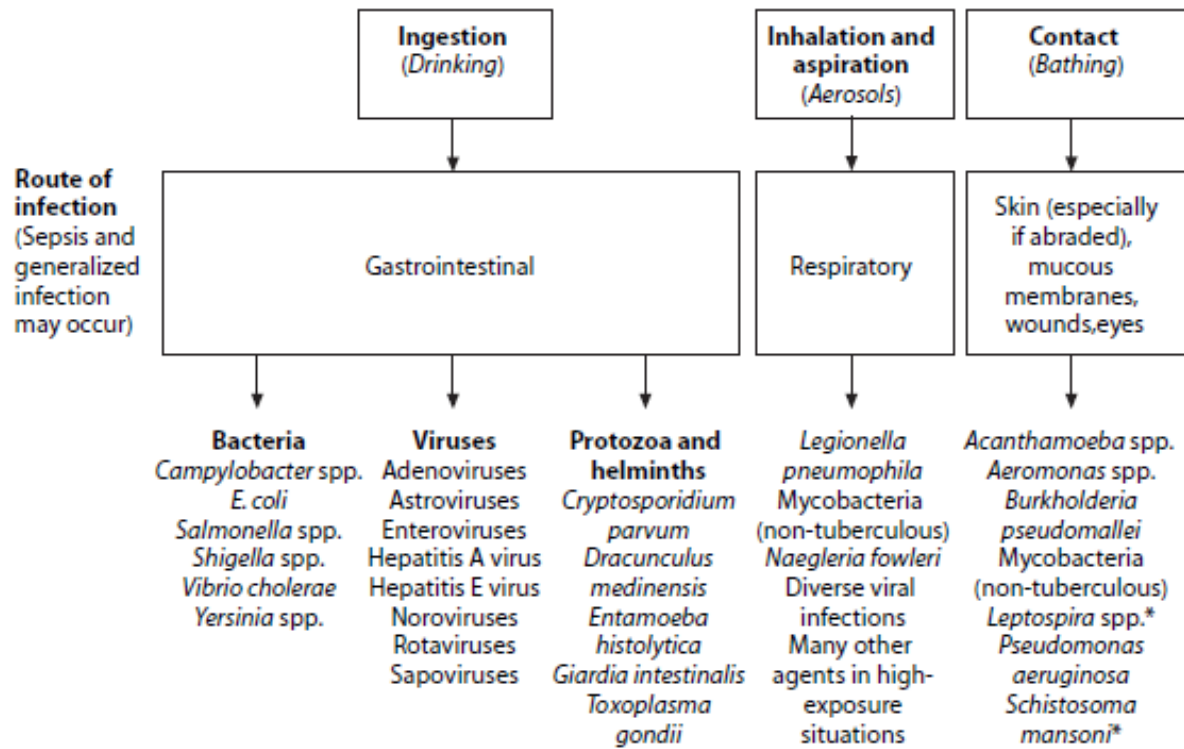 Ingestion
(Drinking)
Inhalation and
aspiration
(Aerosols)
Contact
(Bathing)
Route of
infection
(Sepsis and
generalized
infection
may occur)
Gastrointestinal
Respiratory
Skin (especially
if abraded),
mucous
membranes,
wounds,eyes
Bacteria
Campylobacter spp.
E. coli
Salmonella spp.
Shigella spp.
Vibrio cholerae
Yersinia spp.
Viruses
Adenoviruses
Astroviruses
Enteroviruses
Hepatitis A virus
Hepatitis E virus
Noroviruses
Rotaviruses
Sapoviruses
Protozoa and
helminths
Cryptosporidium
parvum
Dracunculus
medinensis
Entamoeba
histolytica
Giardia intestinalis
Toxoplasma
gondii
Legionella
pneumophila
Mycobacteria
(non-tuberculous)
Naegleria fowleri
Diverse viral
infections
Many other
agents in high-
exposure
situations
Acanthamoeba spp.
Aeromonas spp.
Burkholderia
pseudomallei
Mycobacteria
(non-tuberculous)
Leptospira spp.*
Pseudomonas
aeruginosa
Schistosoma
mansoni*